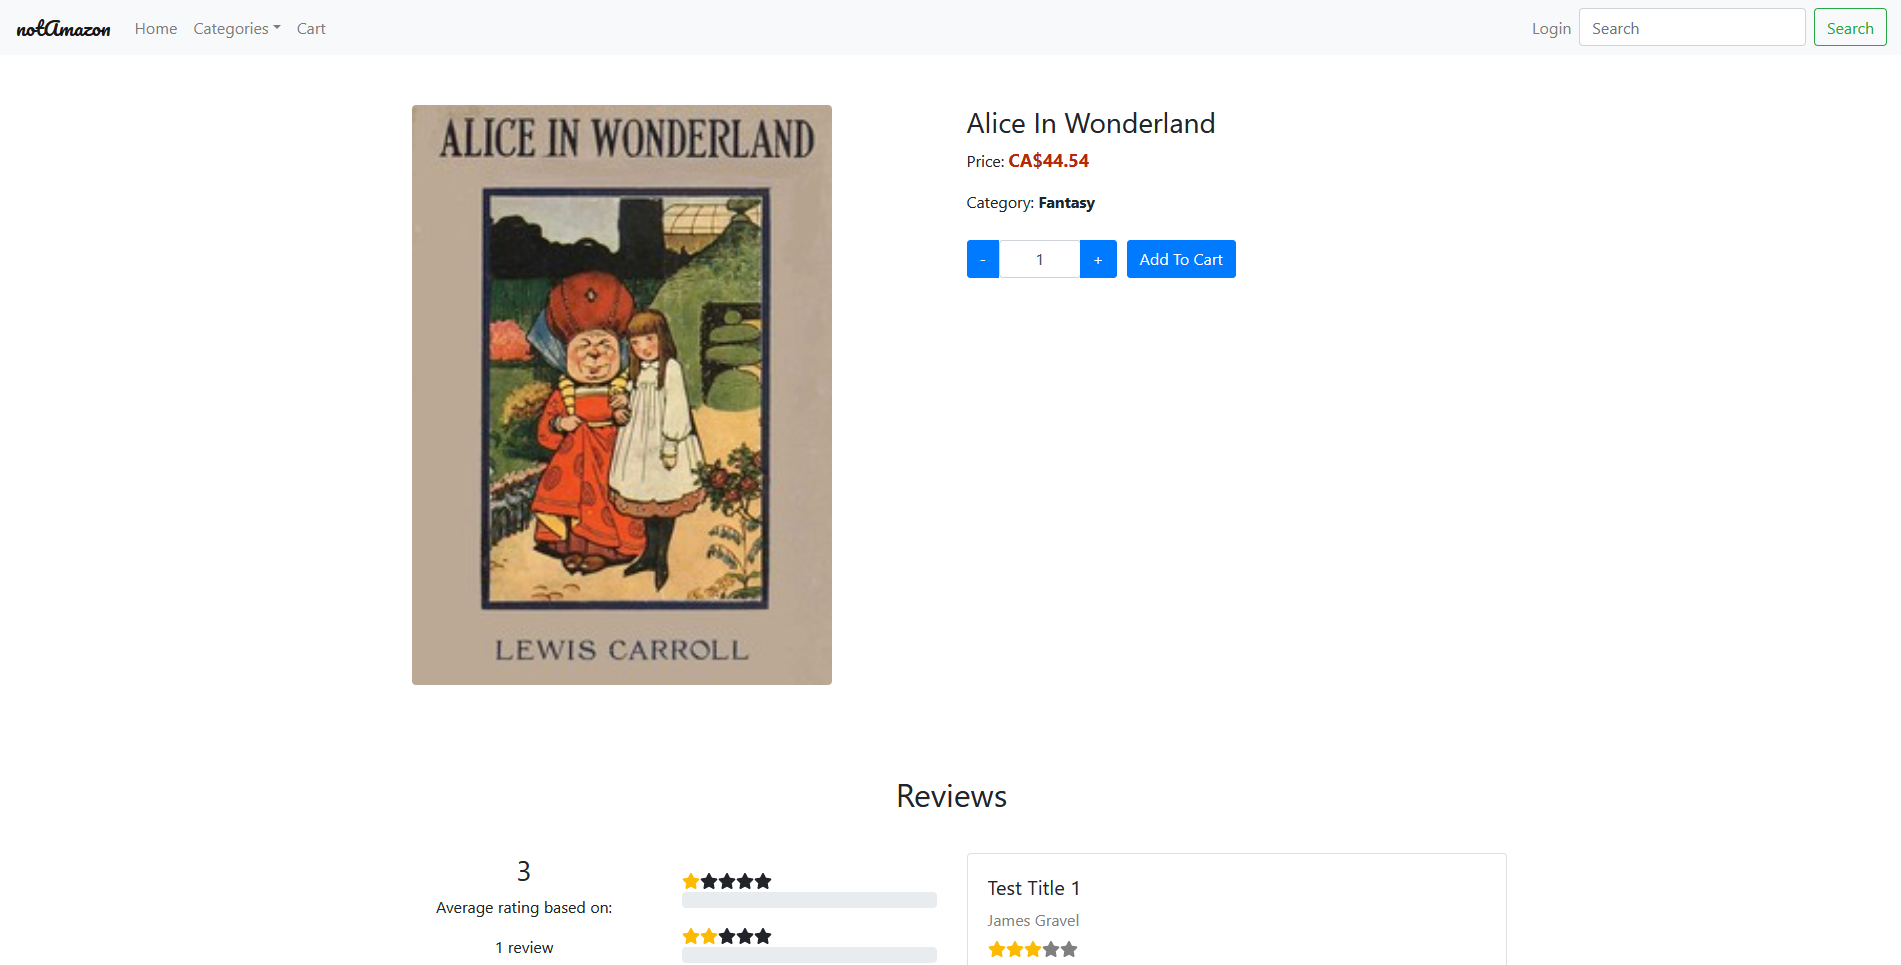 notAmazon Home Categories Cart Login Search Search
ALICE IN WONDERLAND
LEWIS CARROLL
Alice In Wonderland
Price: CA$44.54
Category: Fantasy
- 1 + Add To Cart
Reviews
3
Average rating based on:
1 review
Test Title 1
James Gravel